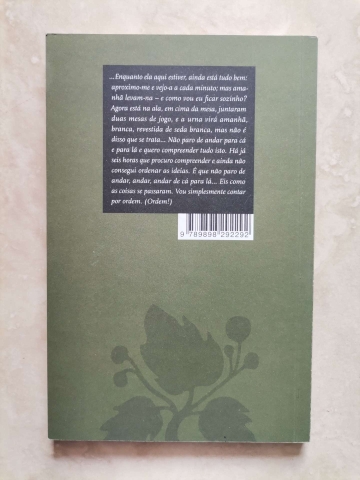 ...Enquanto ela aqui estiver, ainda está tudo bem:
aproximo-me e vejo-a a cada minuto; mas ama-
nhã levam-na – e como vou eu ficar sozinho?
Agora está na ala, em cima da mesa, juntaram
duas mesas de jogo, e a urna virá amanhã,
branca, revestida de seda branca, mas não é
disso que se trata... Não paro de andar para cá
e para lá e quero compreender tudo isto. Há já
seis horas que procuro compreender e ainda não
consegui ordenar as ideias. É que não paro de
andar, andar, andar de cá para lá... Eis como
as coisas se passaram. Vou simplesmente contar
por ordem. (Ordem!)
9 789898 292292